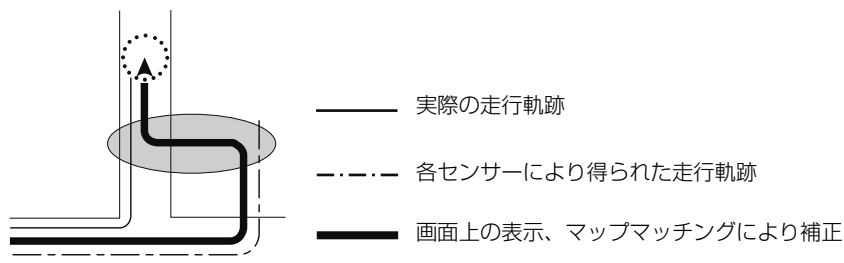 実際の走行軌跡
各センサーにより得られた走行軌跡
画面上の表示、マップマッチングにより補正